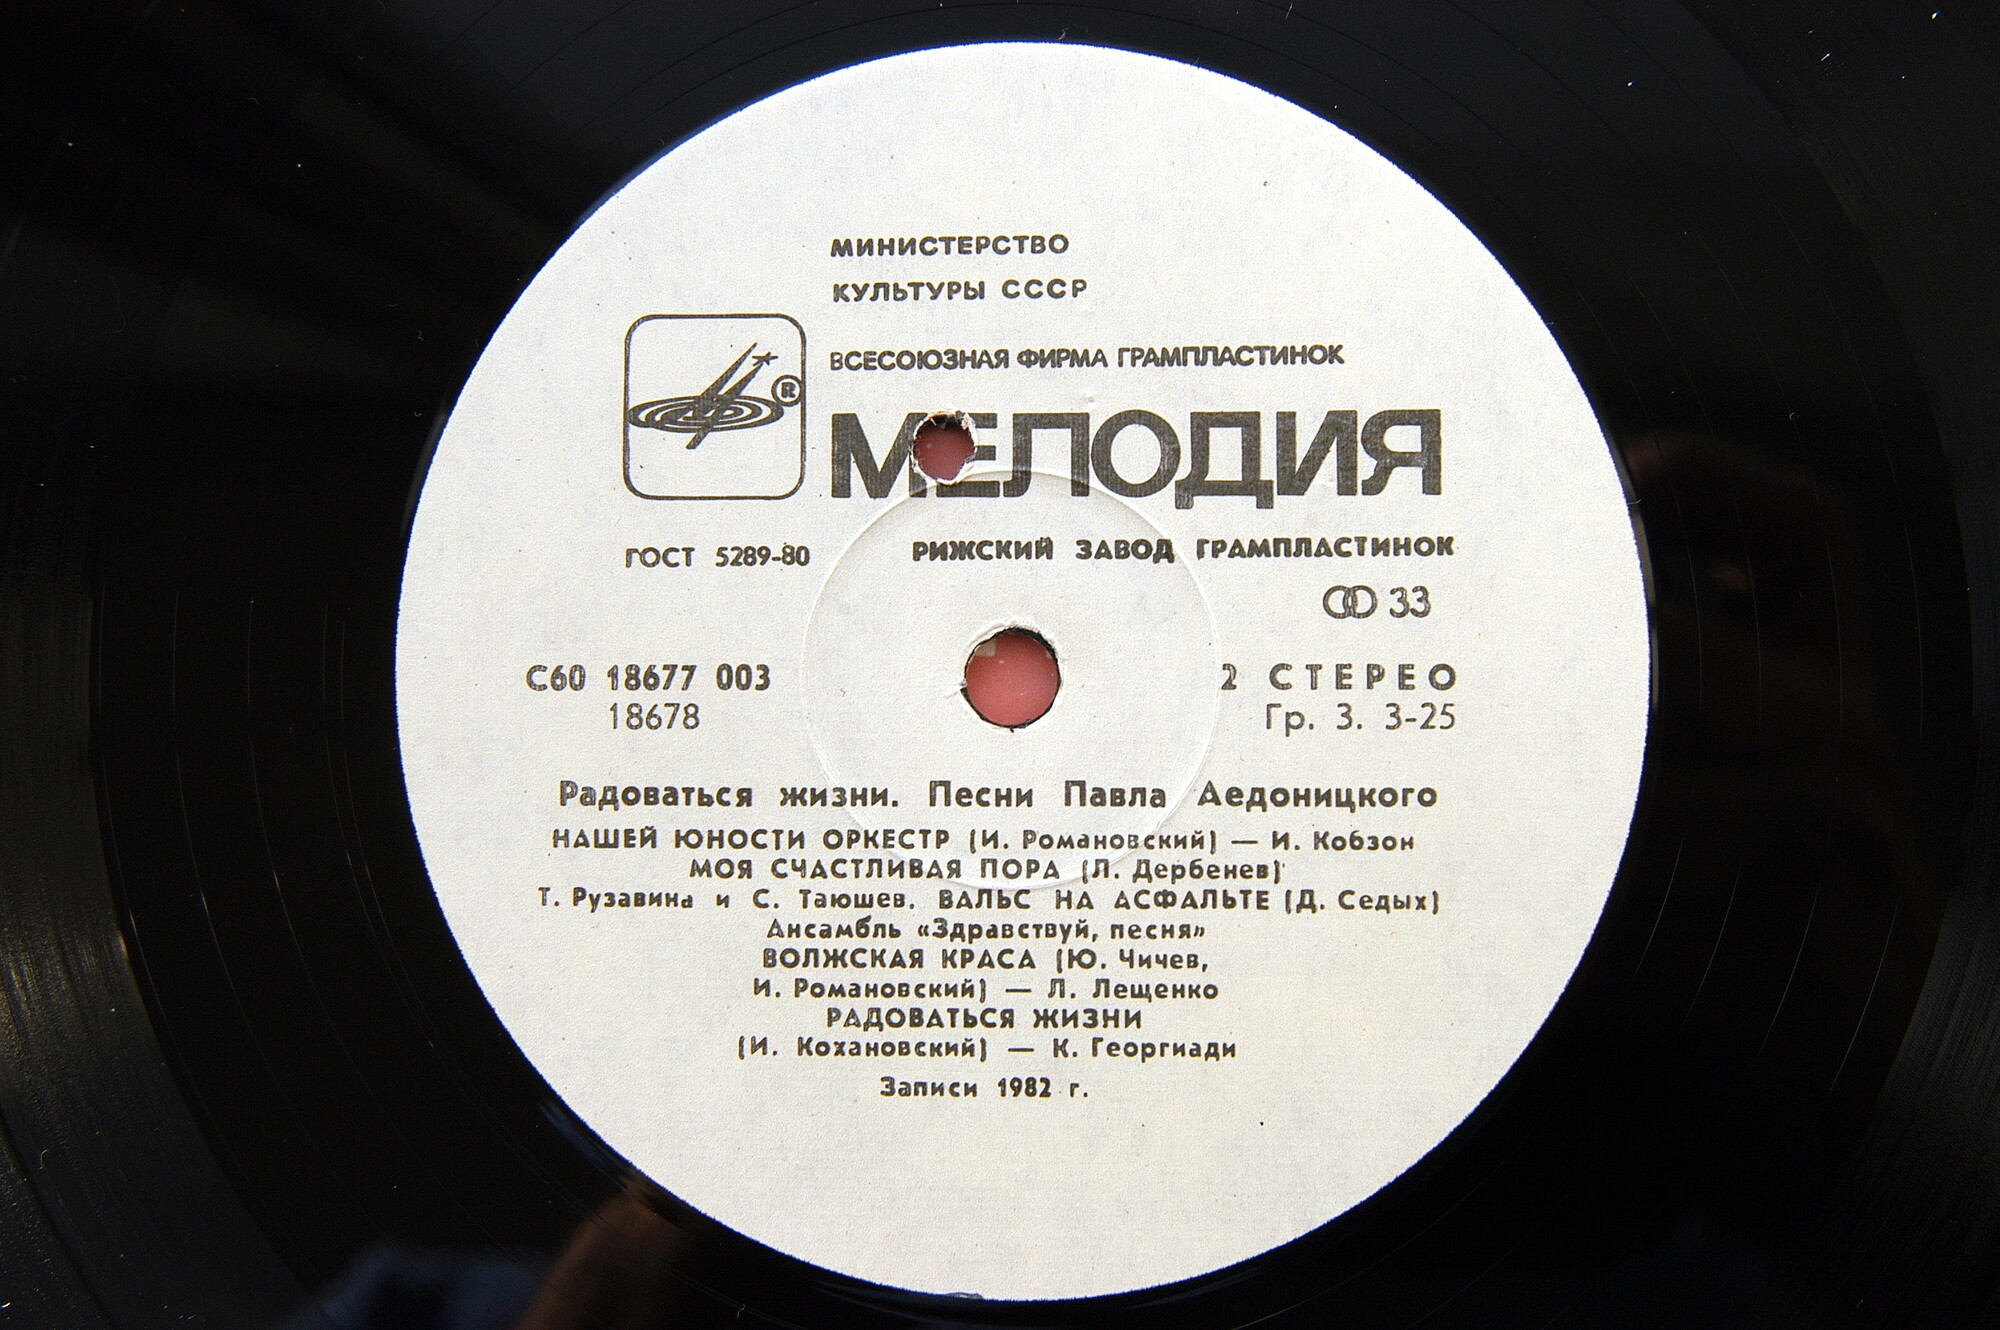 МИНИСТЕРСТВО
КУЛЬТУРЫ СССР
ВСЕСОЮЗНАЯ ФИРМА ГРАМПЛАСТИНОК
®
МЕЛОДИЯ
ГОСТ 5289-80
РИЖСКИЙ ЗАВОД ГРАМПЛАСТИНОК
33
С60 18677 003
2 СТЕРЕО
18678
Гр. 3. 3-25
Радоваться жизни. Песни Павла Аедоницкого
НАШЕЙ ЮНОСТИ ОРКЕСТР (И. Романовский) — И. Кобзон
МОЯ СЧАСТЛИВАЯ ПОРА (Л. Дербенев)
Т. Рузавина и С. Таюшев. ВАЛЬС НА АСФАЛЬТЕ (Д. Седых)
Ансамбль «Здравствуй, песня»
ВОЛЖСКАЯ КРАСА (Ю. Чичев,
И. Романовский) — Л. Лещенко
РАДОВАТЬСЯ ЖИЗНИ
(И. Кохановский) — К. Георгиади
Записи 1982 г.